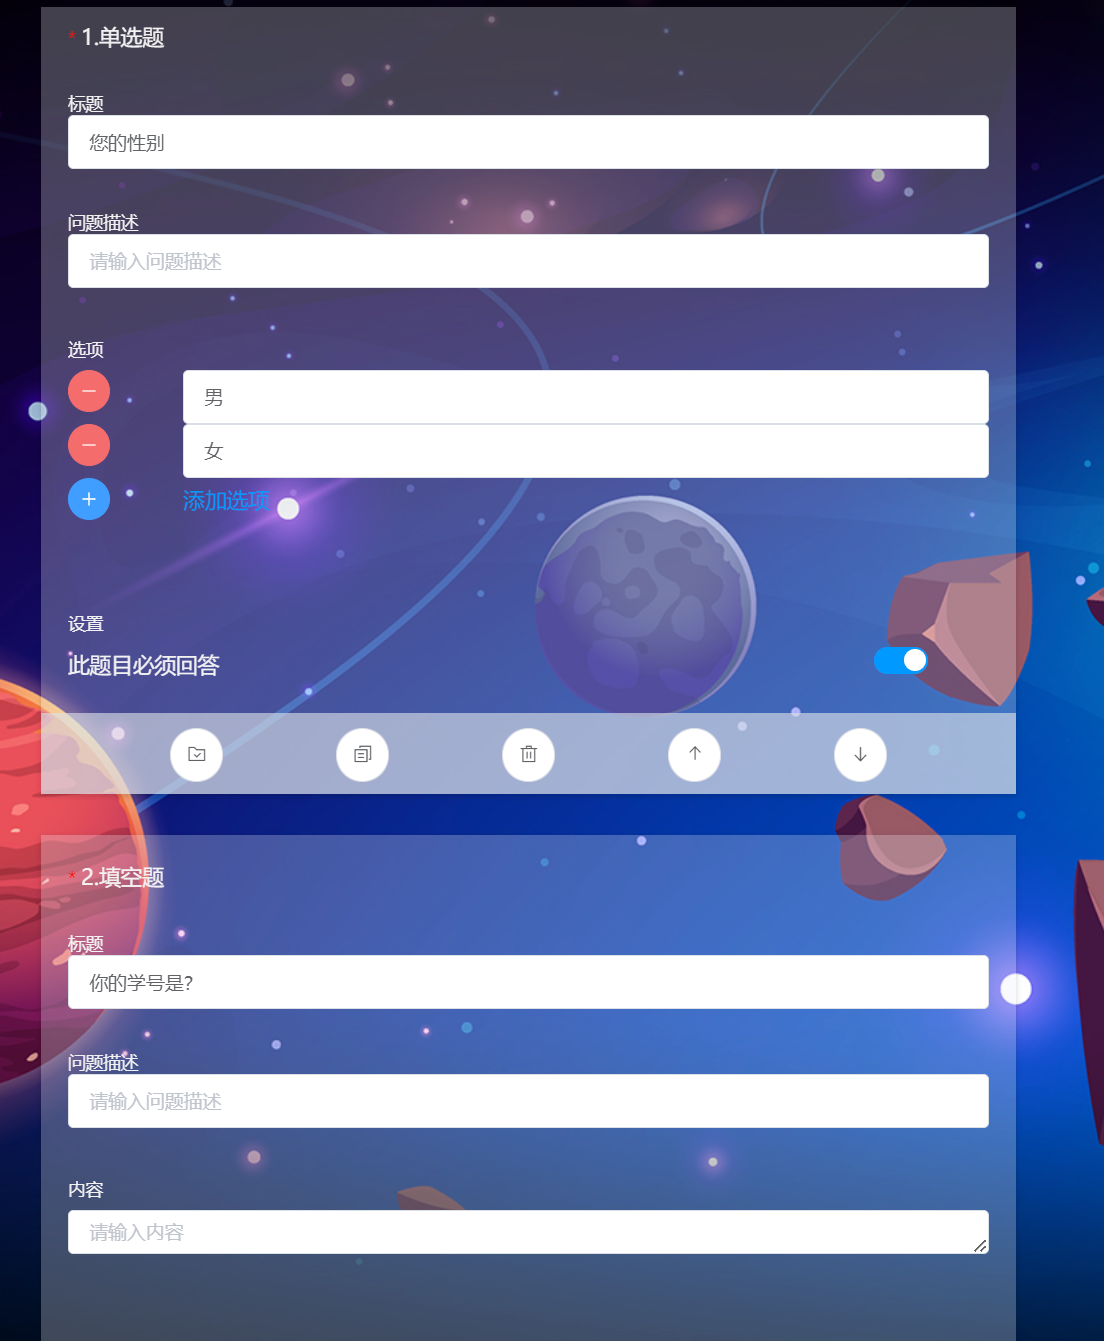 * 1.单选题
标题
您的性别
问题描述
请输入问题描述
选项
男
女
添加选项
设置
此题目必须回答
* 2.填空题
标题
你的学号是?
问题描述
请输入问题描述
内容
请输入内容